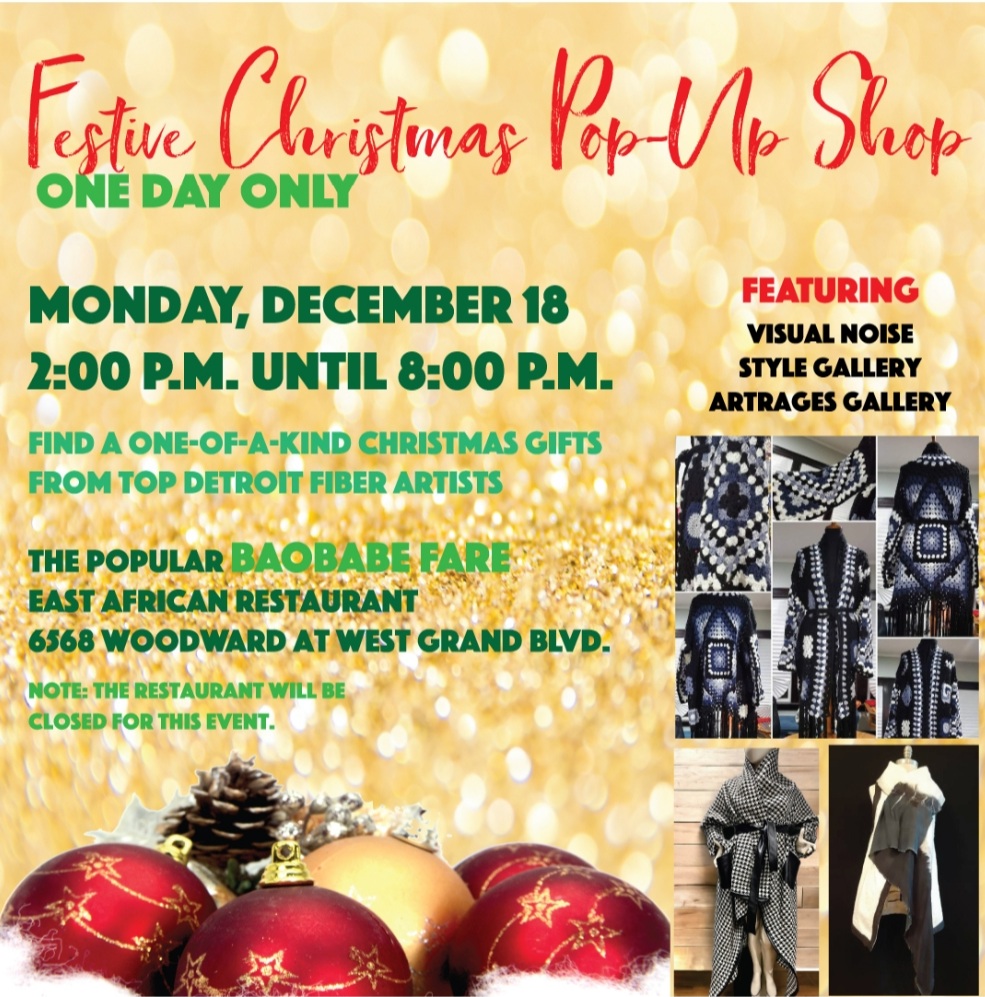 Festive Christmas Pop-Up Shop
ONE DAY ONLY
MONDAY, DECEMBER 18
2:00 P.M. UNTIL 8:00 P.M.
FIND A ONE-OF-A-KIND CHRISTMAS GIFTS
FROM TOP DETROIT FIBER ARTISTS
THE POPULAR BAOBABE FARE
EAST AFRICAN RESTAURANT
6568 WOODWARD AT WEST GRAND BLVD.
NOTE: THE RESTAURANT WILL BE
CLOSED FOR THIS EVENT.
FEATURING
VISUAL NOISE
STYLE GALLERY
ARTRAGES GALLERY